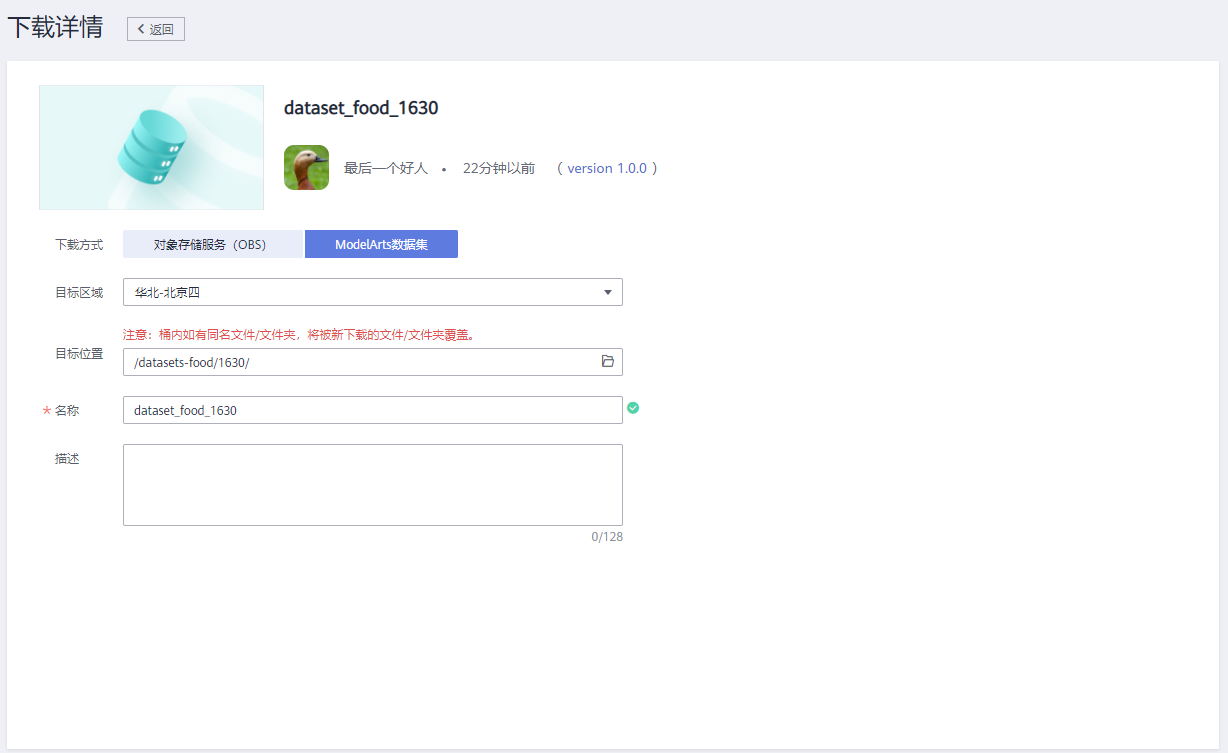 下载详情
返回
dataset_food_1630
最后一个好人 • 22分钟以前 ( version 1.0.0 )
下载方式 对象存储服务（OBS） ModelArts数据集
目标区域 华北-北京四
注意：桶内如有同名文件/文件夹，将被新下载的文件/文件夹覆盖。
目标位置 /datasets-food/1630/
* 名称 dataset_food_1630
描述
0/128